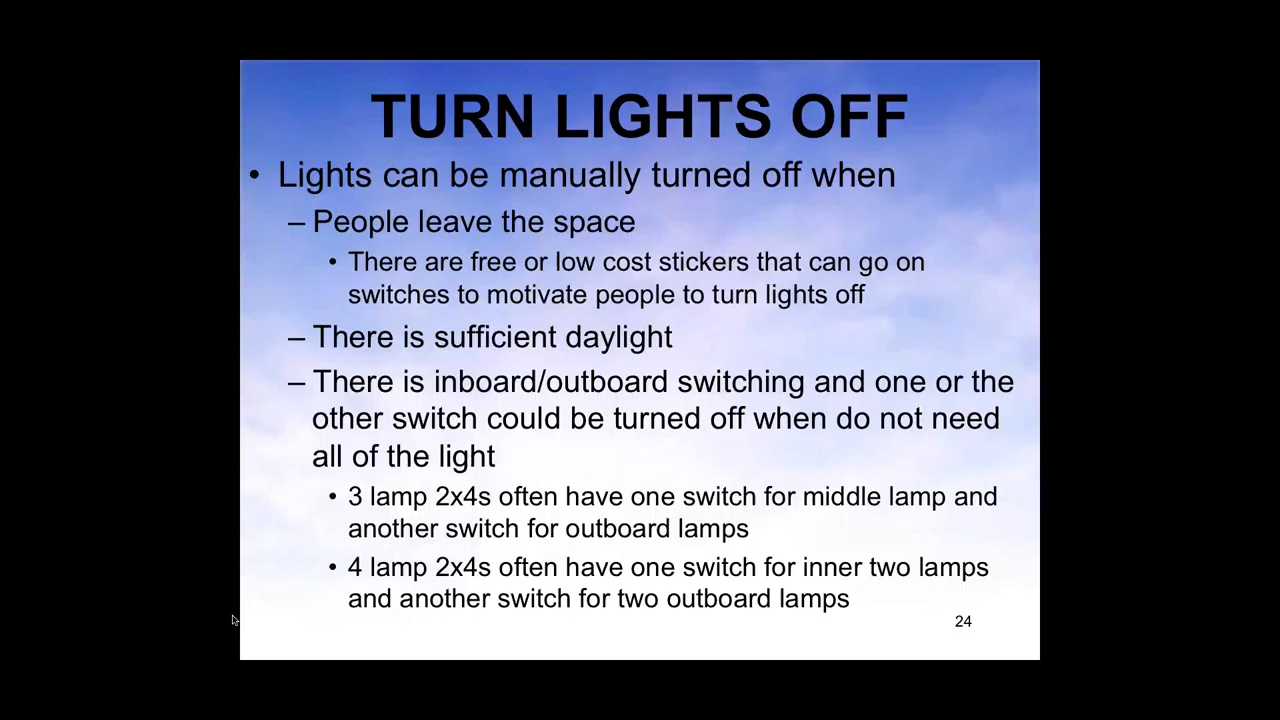 TURN LIGHTS OFF
• Lights can be manually turned off when
– People leave the space
• There are free or low cost stickers that can go on
switches to motivate people to turn lights off
– There is sufficient daylight
– There is inboard/outboard switching and one or the
other switch could be turned off when do not need
all of the light
• 3 lamp 2x4s often have one switch for middle lamp and
another switch for outboard lamps
• 4 lamp 2x4s often have one switch for inner two lamps
and another switch for two outboard lamps
24